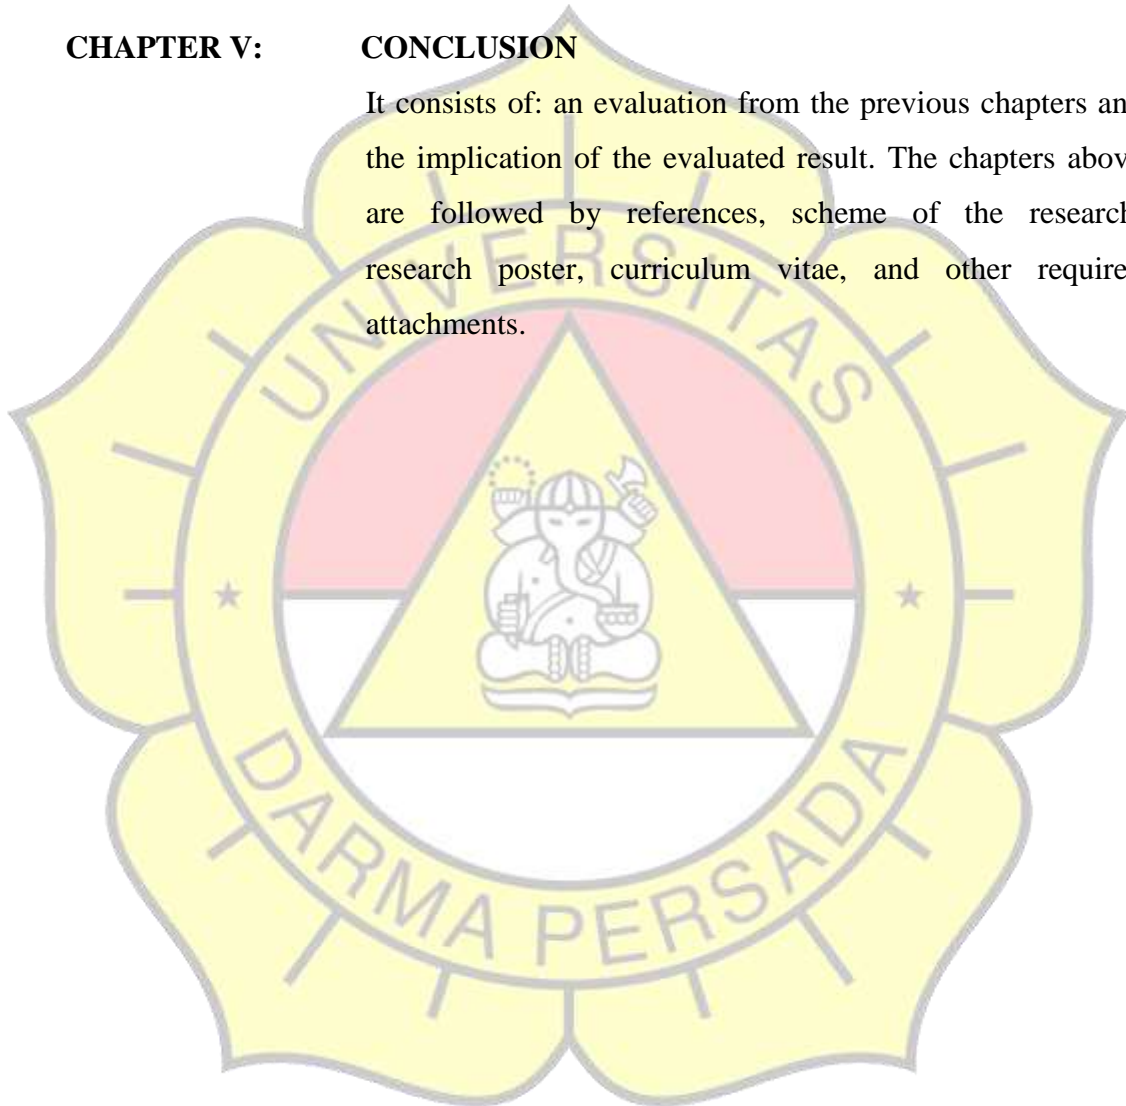 CHAPTER V: CONCLUSION
It consists of: an evaluation from the previous chapters an
the implication of the evaluated result. The chapters abov
are followed by references, scheme of the research
research poster, curriculum vitae, and other require
attachments.
UNIVERSITAS
DARMA PERSADA